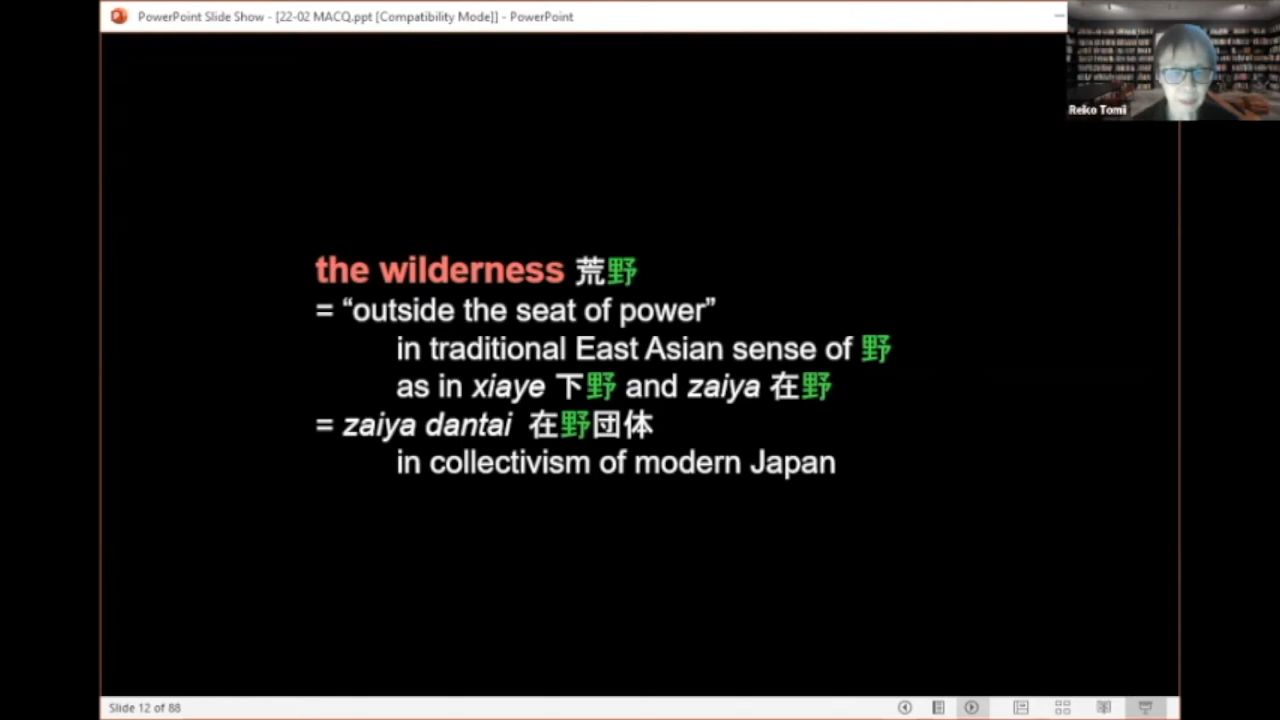 PowerPoint Slide Show - [22-02 MACQ.ppt [Compatibility Mode]] - PowerPoint
Reiko Tomii
the wilderness 荒野
= “outside the seat of power”
in traditional East Asian sense of 野
as in xiaye 下野 and zaiya 在野
= zaiya dantai 在野団体
in collectivism of modern Japan
Slide 12 of 88